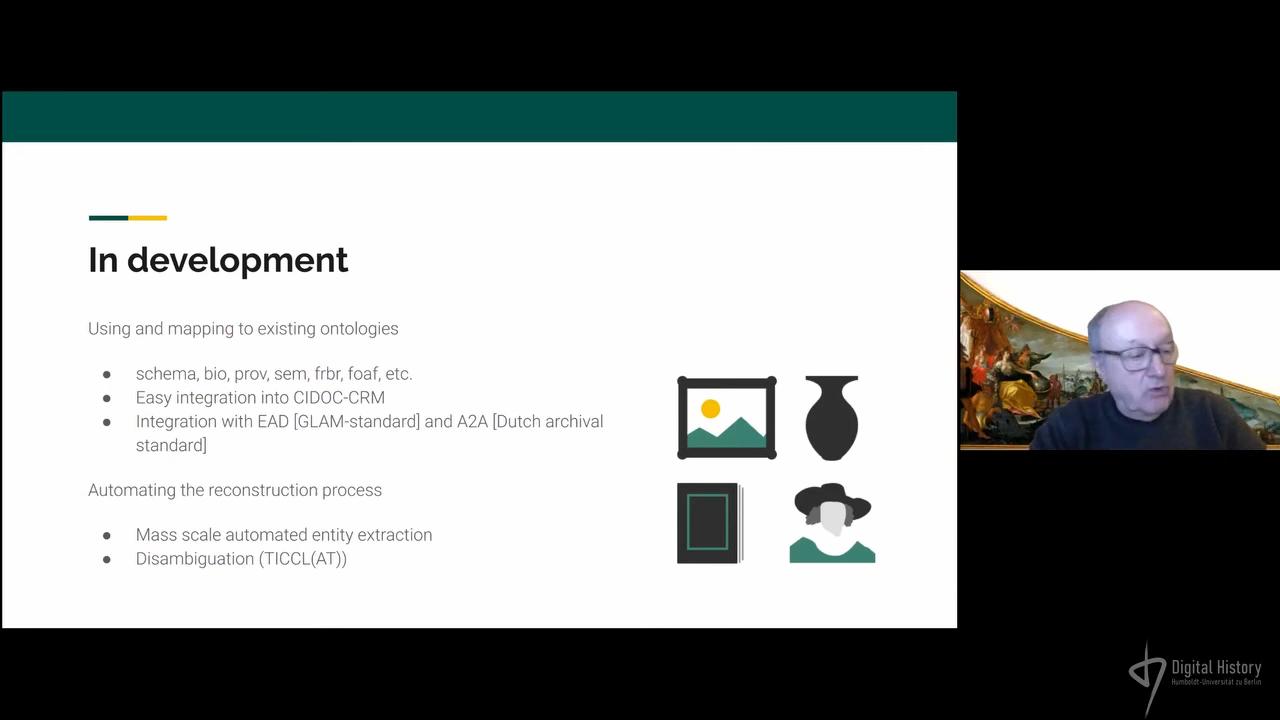 In development
Using and mapping to existing ontologies
● schema, bio, prov, sem, frbr, foaf, etc.
● Easy integration into CIDOC-CRM
● Integration with EAD [GLAM-standard] and A2A [Dutch archival
standard]
Automating the reconstruction process
● Mass scale automated entity extraction
● Disambiguation (TICCL(AT))
Digital History
Humboldt-Universität zu Berlin